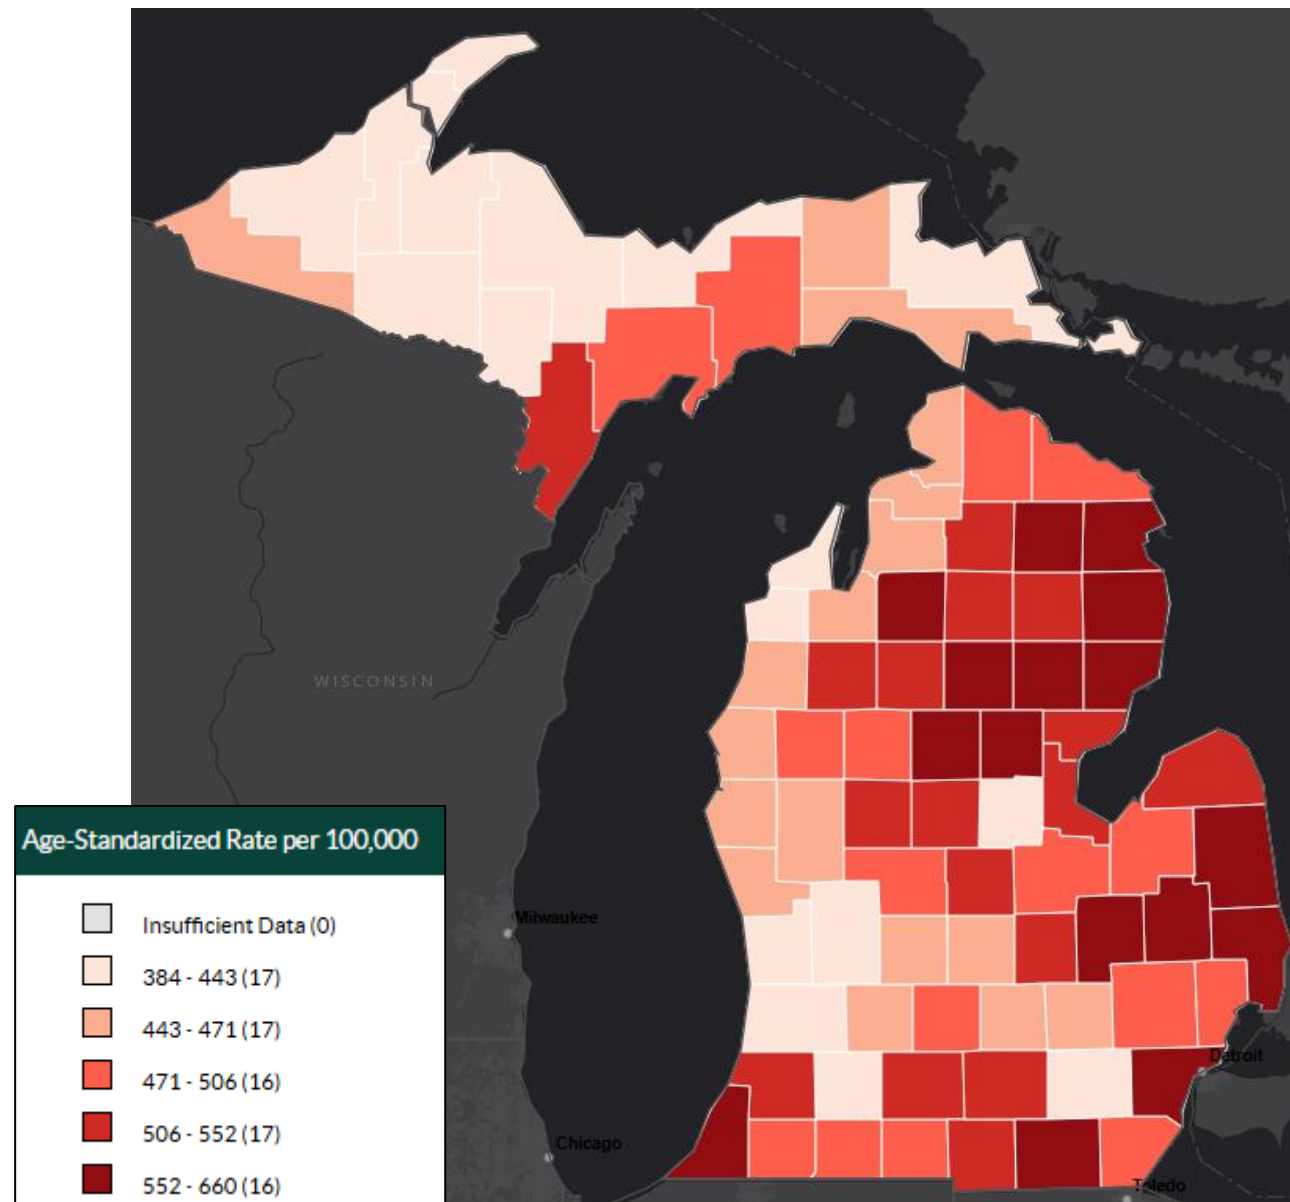 WISCONSIN
Age-Standardized Rate per 100,000
Insufficient Data (0)
384 - 443 (17)
443 - 471 (17)
471 - 506 (16)
506 - 552 (17)
552 - 660 (16)
Milwaukee
Chicago
Detroit
Toledo